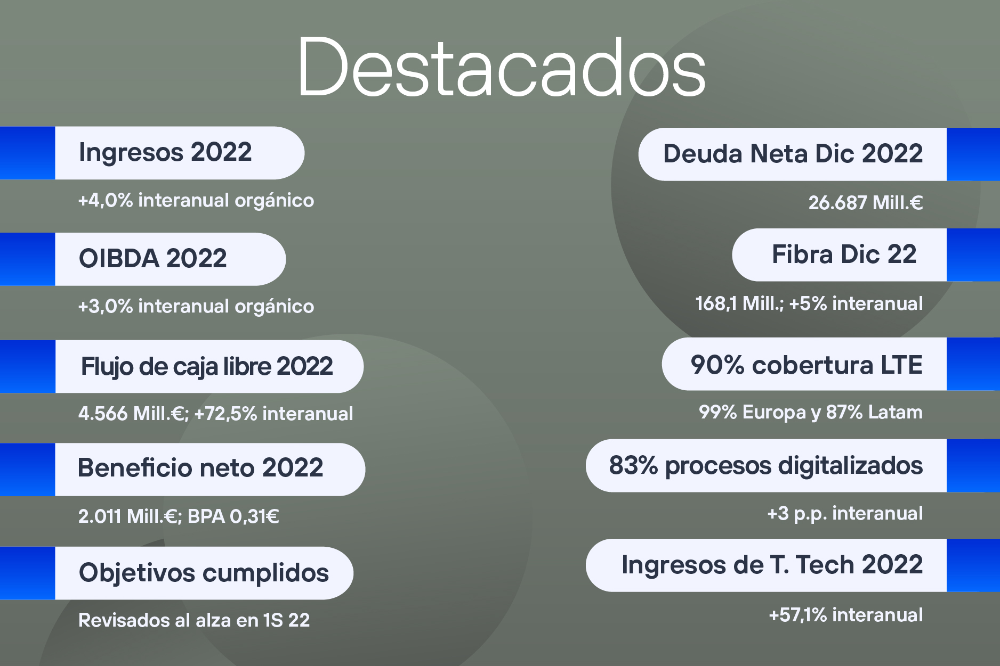 Destacados
Ingresos 2022
+4,0% interanual orgánico
OIBDA 2022
+3,0% interanual orgánico
Flujo de caja libre 2022
4.566 Mill.€; +72,5% interanual
Beneficio neto 2022
2.011 Mill.€; BPA 0,31€
Objetivos cumplidos
Revisados al alza en 1S 22
Deuda Neta Dic 2022
26.687 Mill.€
Fibra Dic 22
168,1 Mill.; +5% interanual
90% cobertura LTE
99% Europa y 87% Latam
83% procesos digitalizados
+3 p.p. interanual
Ingresos de T. Tech 2022
+57,1% interanual